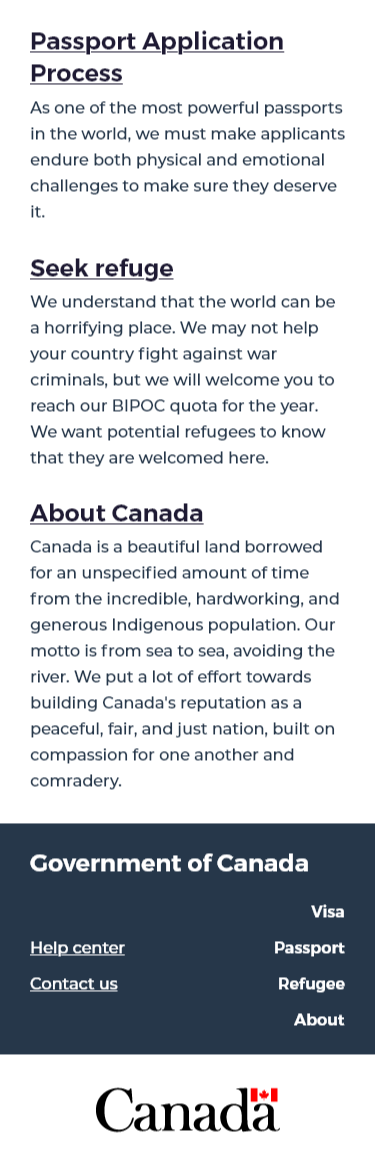 Passport Application
Process
As one of the most powerful passports
in the world, we must make applicants
endure both physical and emotional
challenges to make sure they deserve
it.
Seek refuge
We understand that the world can be
a horrifying place. We may not help
your country fight against war
criminals, but we will welcome you to
reach our BIPOC quota for the year.
We want potential refugees to know
that they are welcomed here.
About Canada
Canada is a beautiful land borrowed
for an unspecified amount of time
from the incredible, hardworking, and
generous Indigenous population. Our
motto is from sea to sea, avoiding the
river. We put a lot of effort towards
building Canada's reputation as a
peaceful, fair, and just nation, built on
compassion for one another and
comradery.
Government of Canada
Visa
Help center Passport
Contact us Refugee
About
Canada